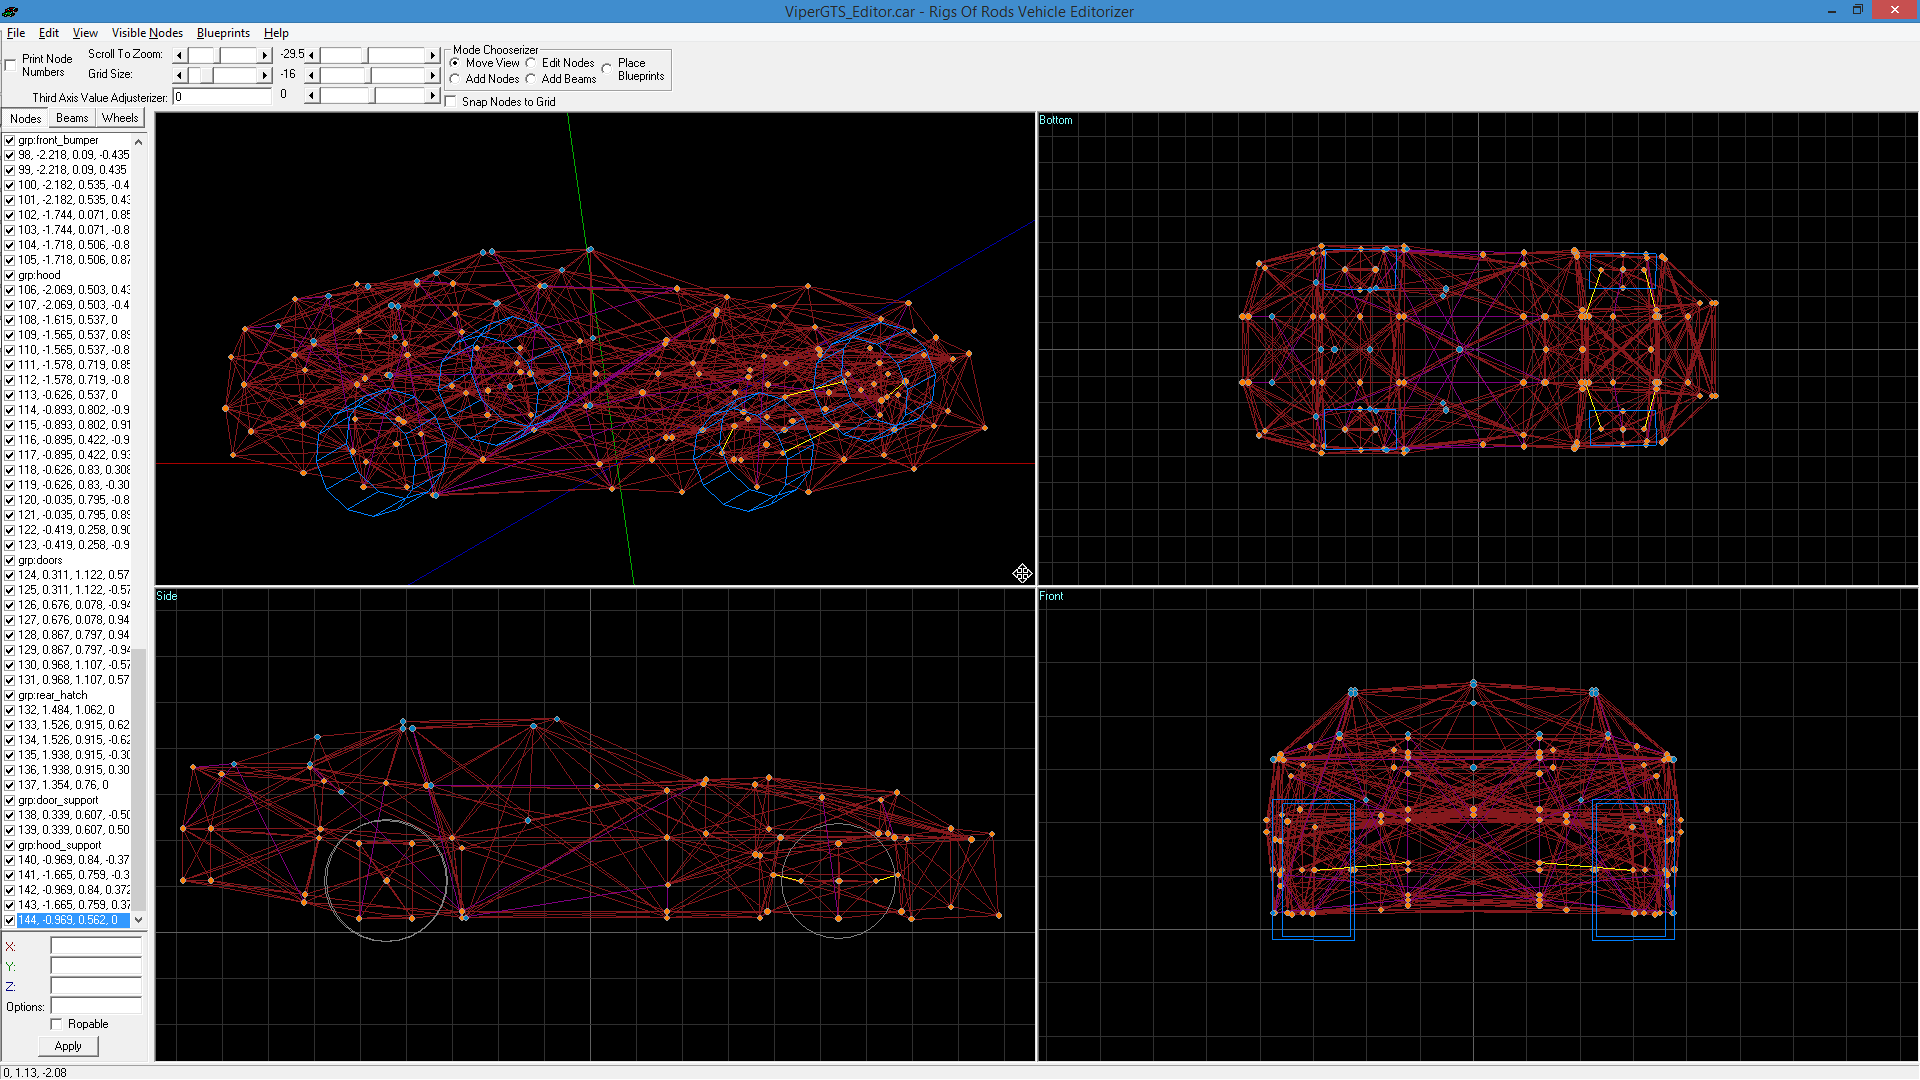 ViperGTS_Editor.car - Rigs Of Rods Vehicle Editorizer
File Edit View Visible Nodes Blueprints Help
Print Node Numbers
Scroll To Zoom: -29.5
Grid Size: -16
Third Axis Value Adjusterizer: 0 0
Mode Chooserizer
Move View Edit Nodes Place Blueprints
Add Nodes Add Beams
Snap Nodes to Grid
Nodes Beams Wheels
grp:front_bumper
98, -2.218, 0.09, -0.435
99, -2.218, 0.09, 0.435
100, -2.182, 0.535, -0.4
101, -2.182, 0.535, 0.43
102, -1.744, 0.071, 0.85
103, -1.744, 0.071, -0.8
104, -1.718, 0.506, -0.8
105, -1.718, 0.506, 0.87
grp:hood
106, -2.069, 0.503, 0.43
107, -2.069, 0.503, -0.4
108, -1.615, 0.537, 0
109, -1.565, 0.537, 0.89
110, -1.565, 0.537, -0.8
111, -1.578, 0.719, 0.85
112, -1.578, 0.719, -0.8
113, -0.626, 0.537, 0
114, -0.893, 0.802, -0.9
115, -0.893, 0.802, 0.91
116, -0.895, 0.422, -0.9
117, -0.895, 0.422, 0.93
118, -0.626, 0.83, 0.308
119, -0.626, 0.83, -0.30
120, -0.035, 0.795, -0.8
121, -0.035, 0.795, 0.89
122, -0.419, 0.258, 0.90
123, -0.419, 0.258, -0.9
grp:doors
124, 0.311, 1.122, 0.57
125, 0.311, 1.122, -0.57
126, 0.676, 0.078, -0.94
127, 0.676, 0.078, 0.94
128, 0.867, 0.797, 0.94
129, 0.867, 0.797, -0.94
130, 0.968, 1.107, -0.57
131, 0.968, 1.107, 0.57
grp:rear_hatch
132, 1.484, 1.062, 0
133, 1.526, 0.915, 0.62
134, 1.526, 0.915, -0.62
135, 1.938, 0.915, -0.30
136, 1.938, 0.915, 0.30
137, 1.354, 0.76, 0
grp:door_support
138, 0.339, 0.607, -0.50
139, 0.339, 0.607, 0.50
grp:hood_support
140, -0.969, 0.84, -0.37
141, -1.665, 0.759, -0.3
142, -0.969, 0.84, 0.372
143, -1.665, 0.759, 0.37
144, -0.969, 0.562, 0
X:
Y:
Z:
Options:
Ropable
Apply
Bottom
Side
Front
0, 1.13, -2.08